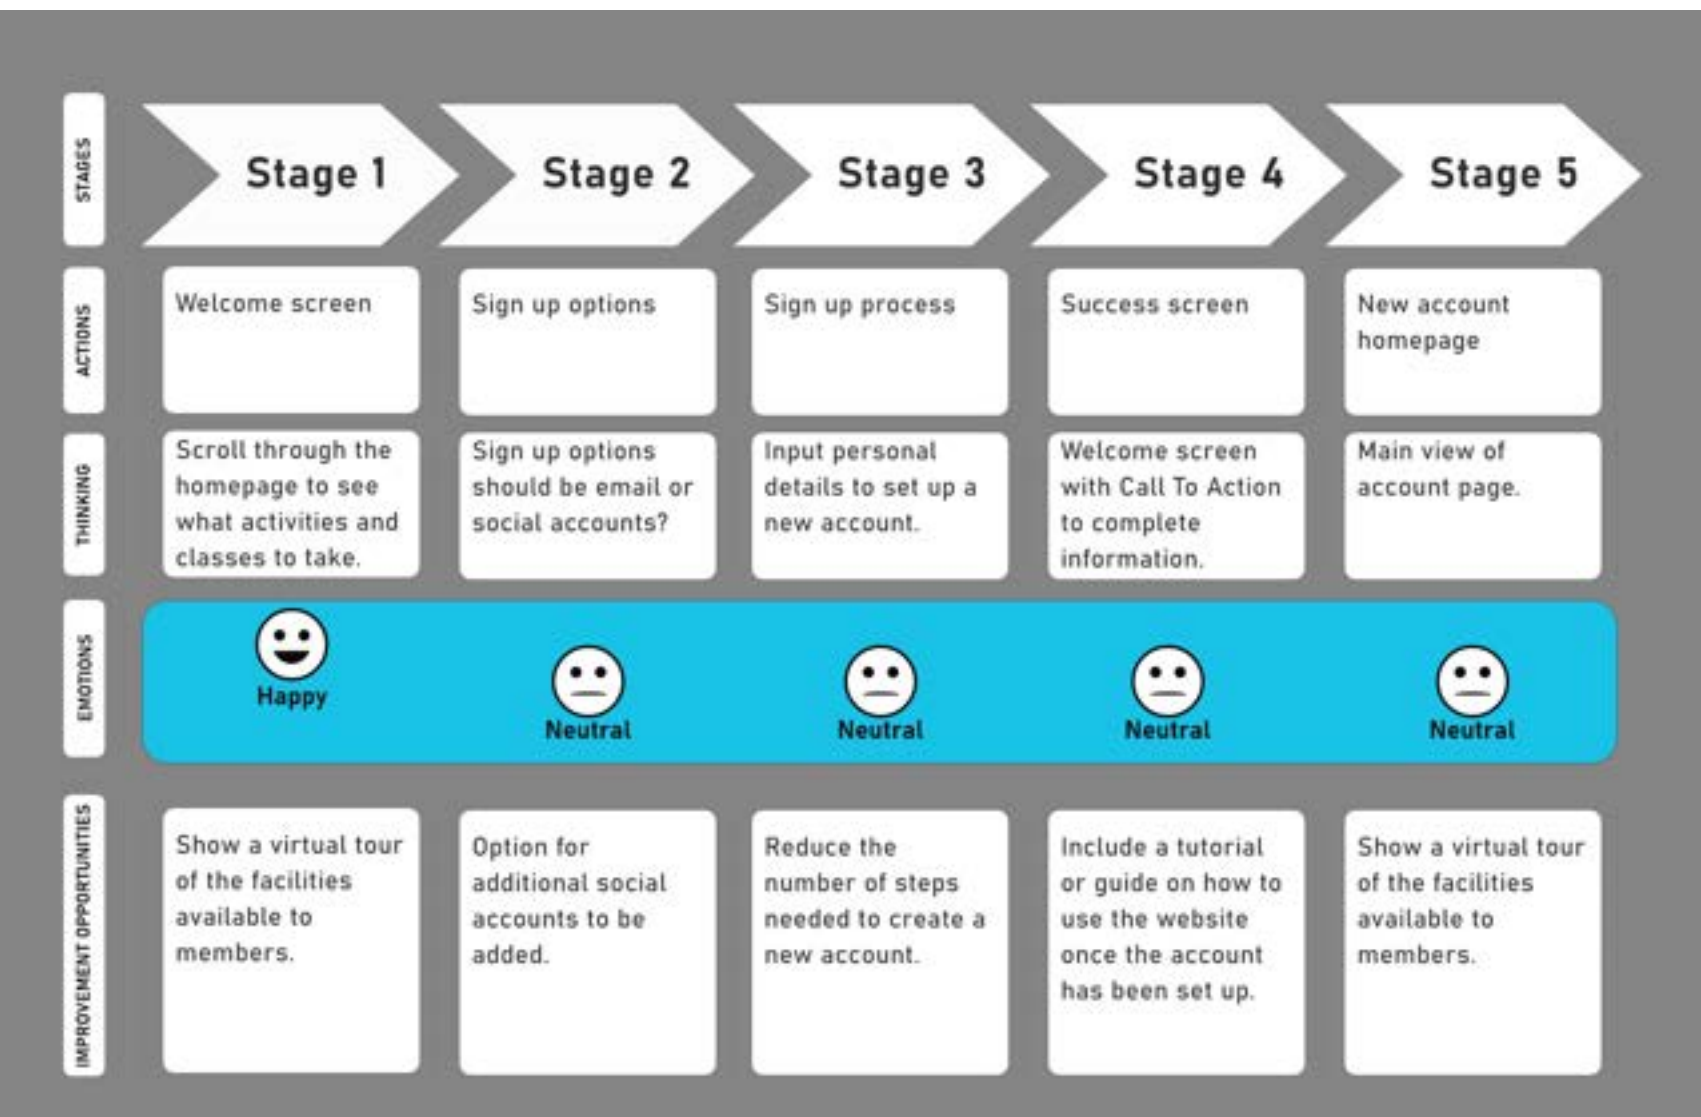 STAGES
Stage 1
Stage 2
Stage 3
Stage 4
Stage 5
ACTIONS
Welcome screen
Sign up options
Sign up process
Success screen
New account
homepage
THINKING
Scroll through the
homepage to see
what activities and
classes to take.
Sign up options
should be email or
social accounts?
Input personal
details to set up a
new account.
Welcome screen
with Call To Action
to complete
information.
Main view of
account page.
EMOTIONS
Happy
Neutral
Neutral
Neutral
Neutral
IMPROVEMENT OPPORTUNITIES
Show a virtual tour
of the facilities
available to
members.
Option for
additional social
accounts to be
added.
Reduce the
number of steps
needed to create a
new account.
Include a tutorial
or guide on how to
use the website
once the account
has been set up.
Show a virtual tour
of the facilities
available to
members.